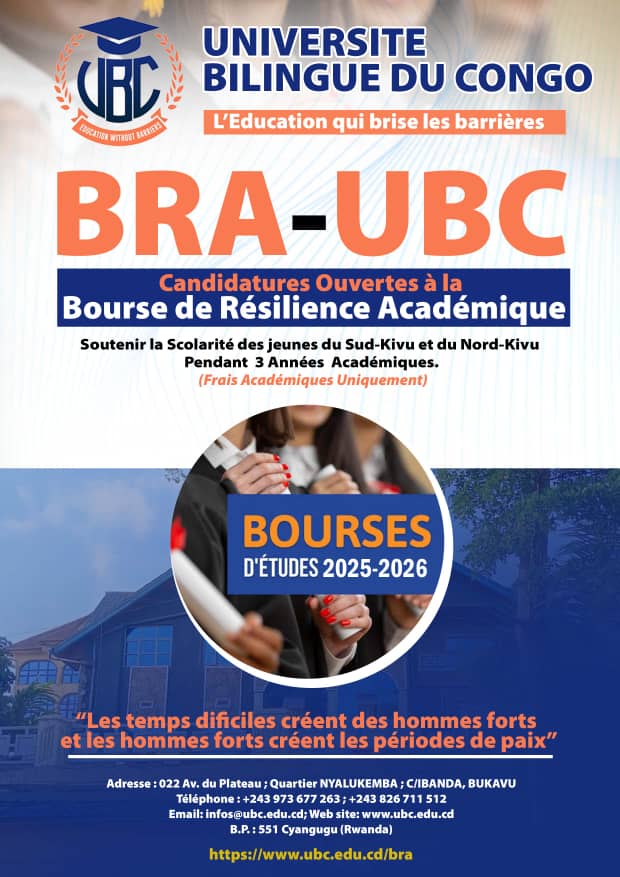 UBC
EDUCATION WITHOUT BARRIERS
UNIVERSITE
BILINGUE DU CONGO
L’Education qui brise les barrières
BRA-UBC
Candidatures Ouvertes à la
Bourse de Résilience Académique
Soutenir la Scolarité des jeunes du Sud-Kivu et du Nord-Kivu
Pendant 3 Années Académiques.
(Frais Académiques Uniquement)
BOURSES
D'ÉTUDES 2025-2026
“Les temps dificiles créent des hommes forts
et les hommes forts créent les périodes de paix”
Adresse : 022 Av. du Plateau ; Quartier NYALUKEMBA ; C/IBANDA, BUKAVU
Téléphone : +243 973 677 263 ; +243 826 711 512
Email: infos@ubc.edu.cd; Web site: www.ubc.edu.cd
B.P. : 551 Cyangugu (Rwanda)
https://www.ubc.edu.cd/bra